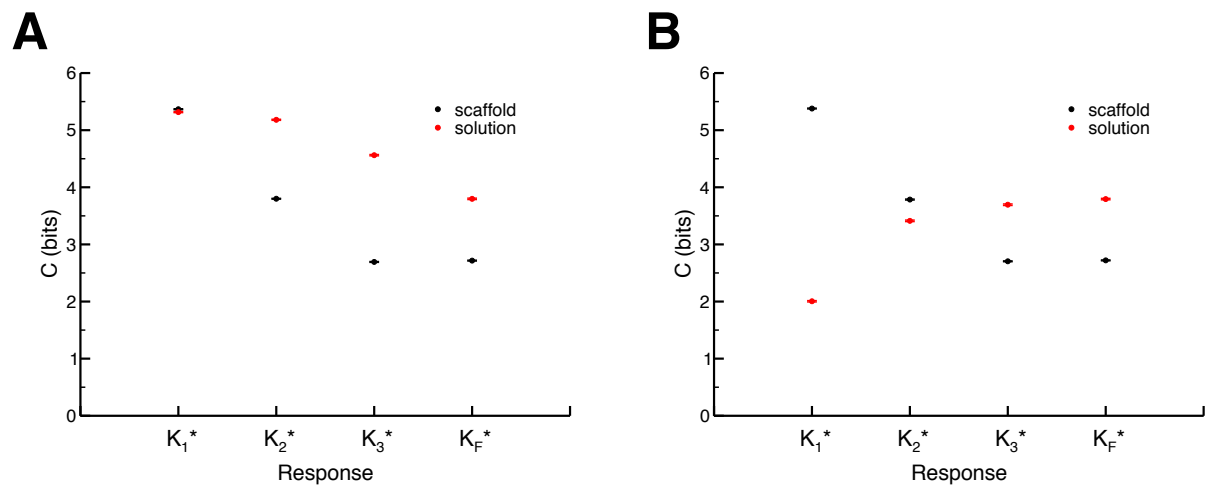 A
6
5
4
3
2
1
0
C (bits)
scaffold
solution
K1* K2* K3* KF*
Response
B
6
5
4
3
2
1
0
C (bits)
scaffold
solution
K1* K2* K3* KF*
Response